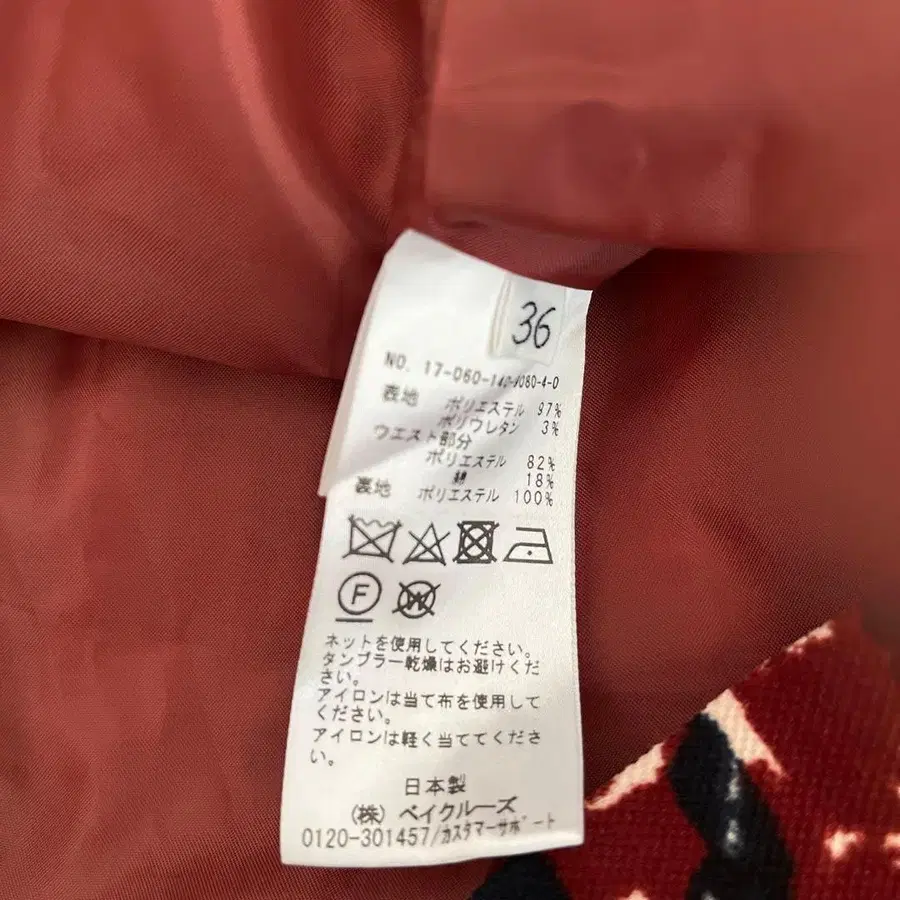 36
NO.
表地 ポリエステル 97%
ポリウレタン 3%
ウエスト部分
ポリエステル 82%
綿 18%
裏地 ポリエステル 100%
F W
ネットを使用してください。
タンブラー乾燥はお避けくだ
さい。
アイロンは当て布を使用して
ください。
アイロンは軽く当ててくださ
い。
日本製
(株) ベイクルーズ
0120-301457/カスタマーサポート